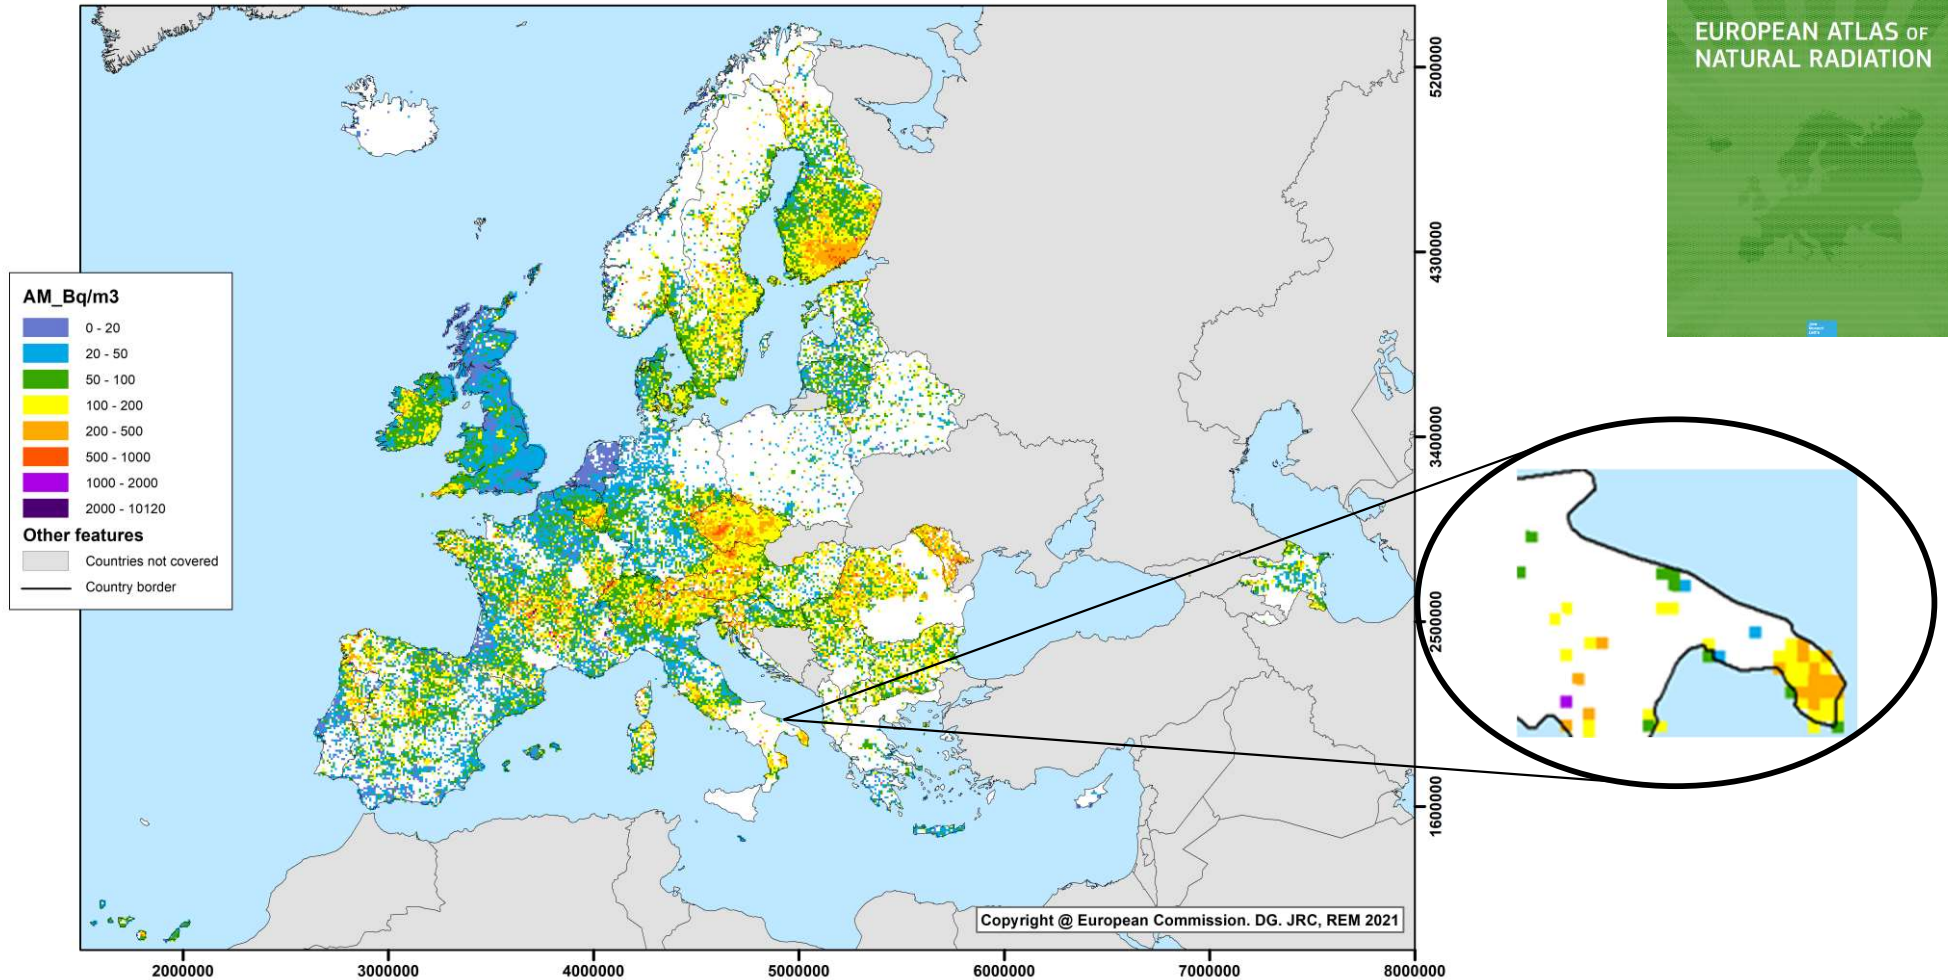 EUROPEAN ATLAS OF
NATURAL RADIATION
AM_Bq/m3
0 - 20
20 - 50
50 - 100
100 - 200
200 - 500
500 - 1000
1000 - 2000
2000 - 10120
Other features
Countries not covered
Country border
5200000
4300000
3400000
2500000
1600000
Copyright @ European Commission. DG. JRC, REM 2021
2000000
3000000
4000000
5000000
6000000
7000000
8000000